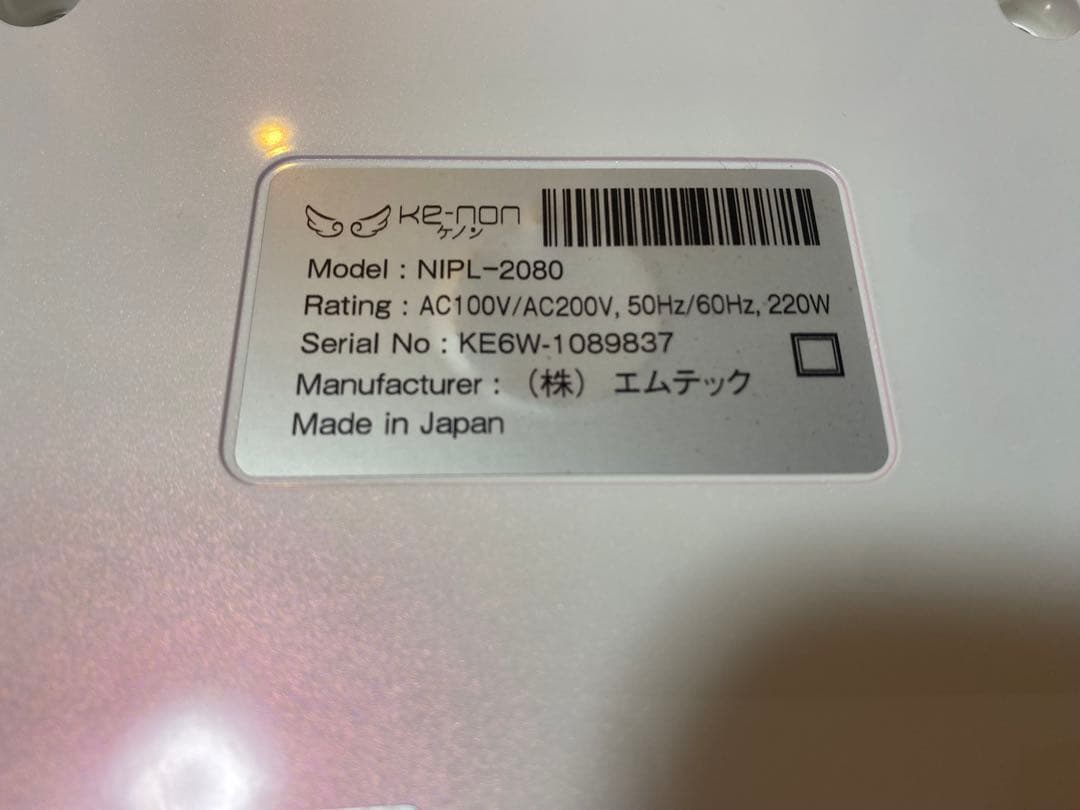 Ke-non
ケノン
Model : NIPL-2080
Rating : AC100V/AC200V, 50Hz/60Hz, 220W
Serial No : KE6W-1089837
Manufacturer : （株） エムテック
Made in Japan